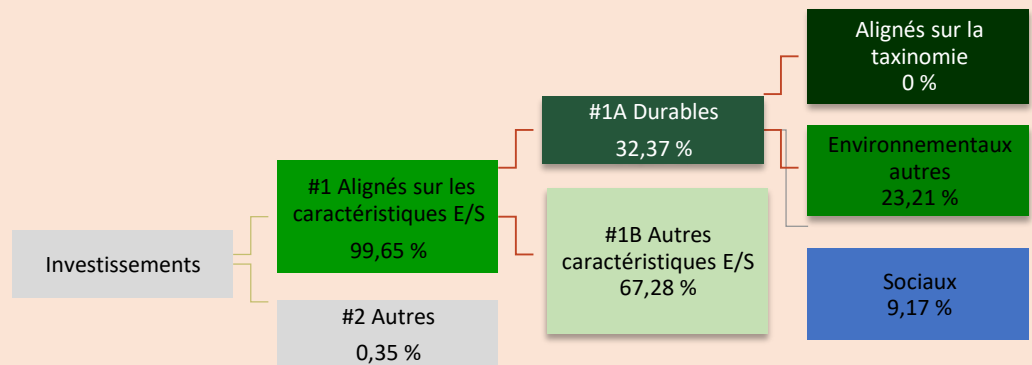 Investissements
#1 Alignés sur les
caractéristiques E/S
99,65 %
#2 Autres
0,35 %
#1A Durables
32,37 %
#1B Autres
caractéristiques E/S
67,28 %
Alignés sur la
taxinomie
0 %
Environnementaux
autres
23,21 %
Sociaux
9,17 %